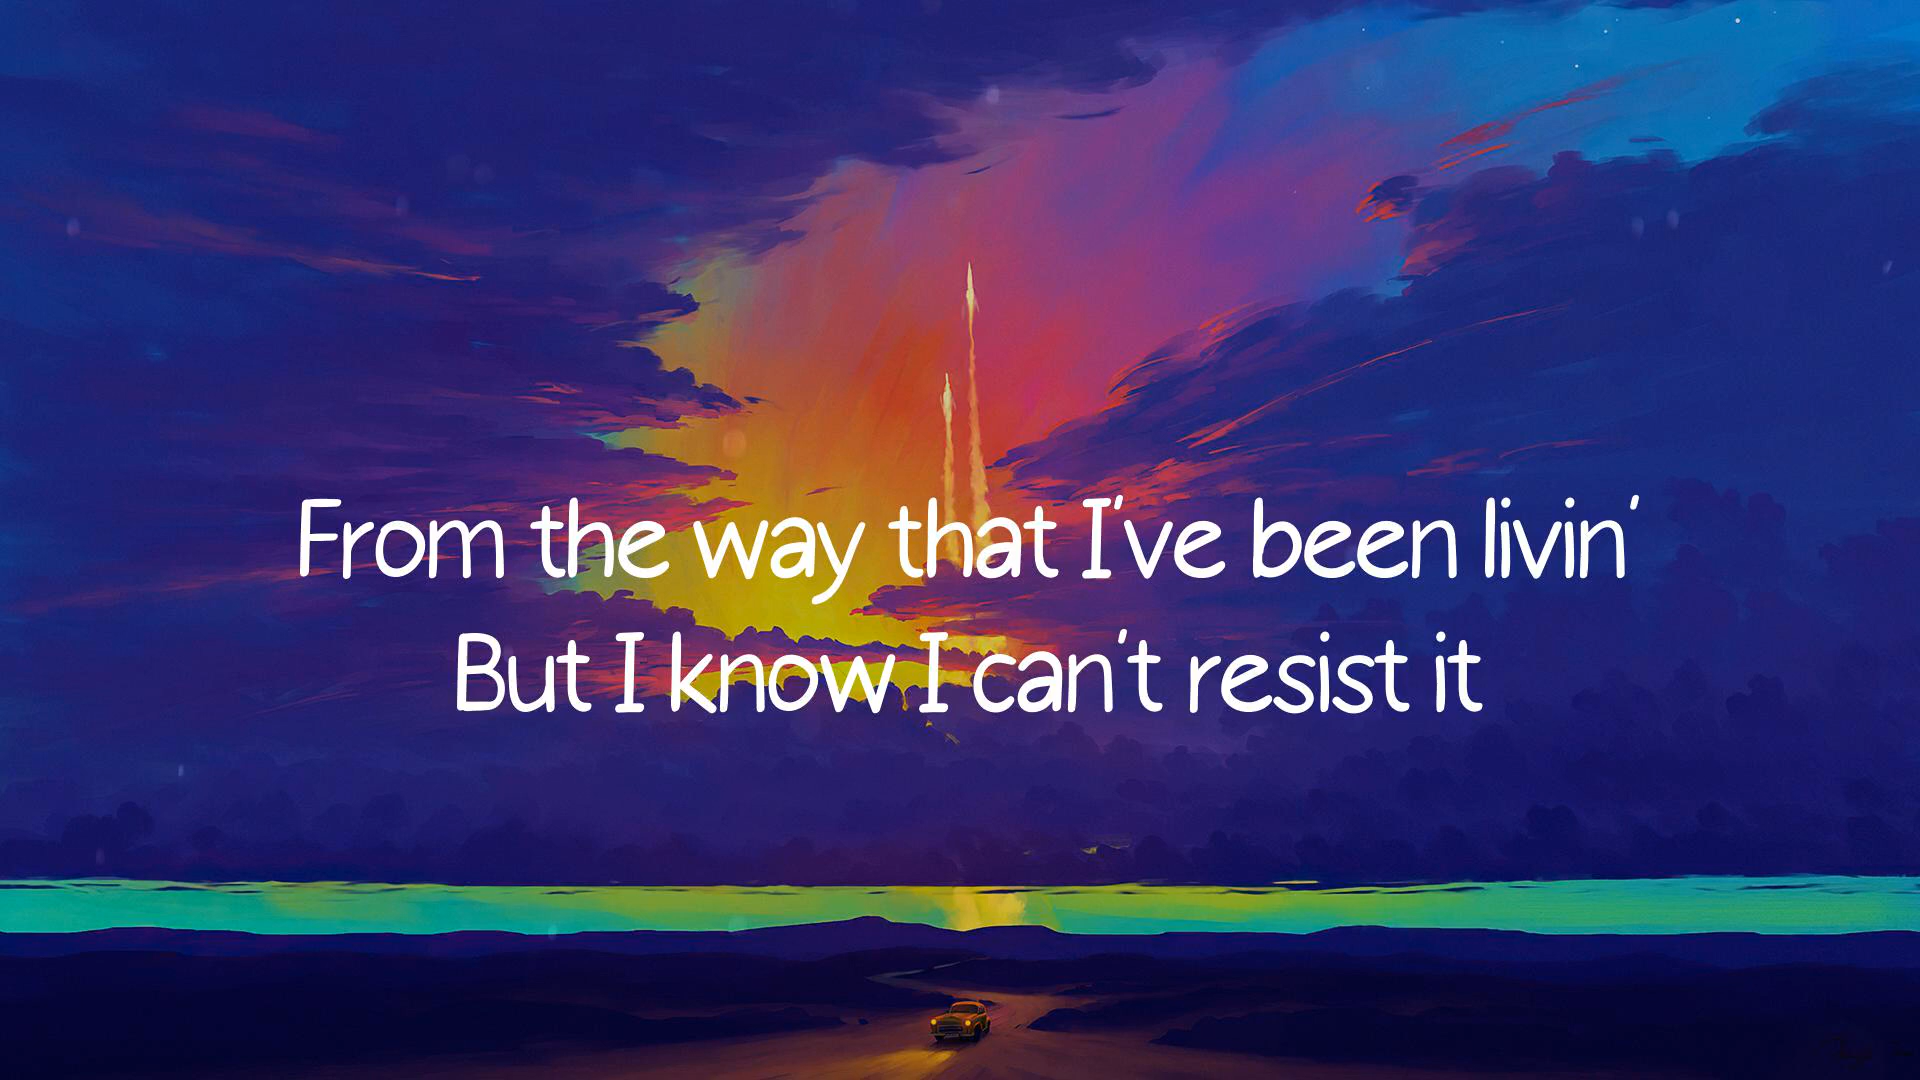 From the way that I've been livin'
But I know I can't resist it